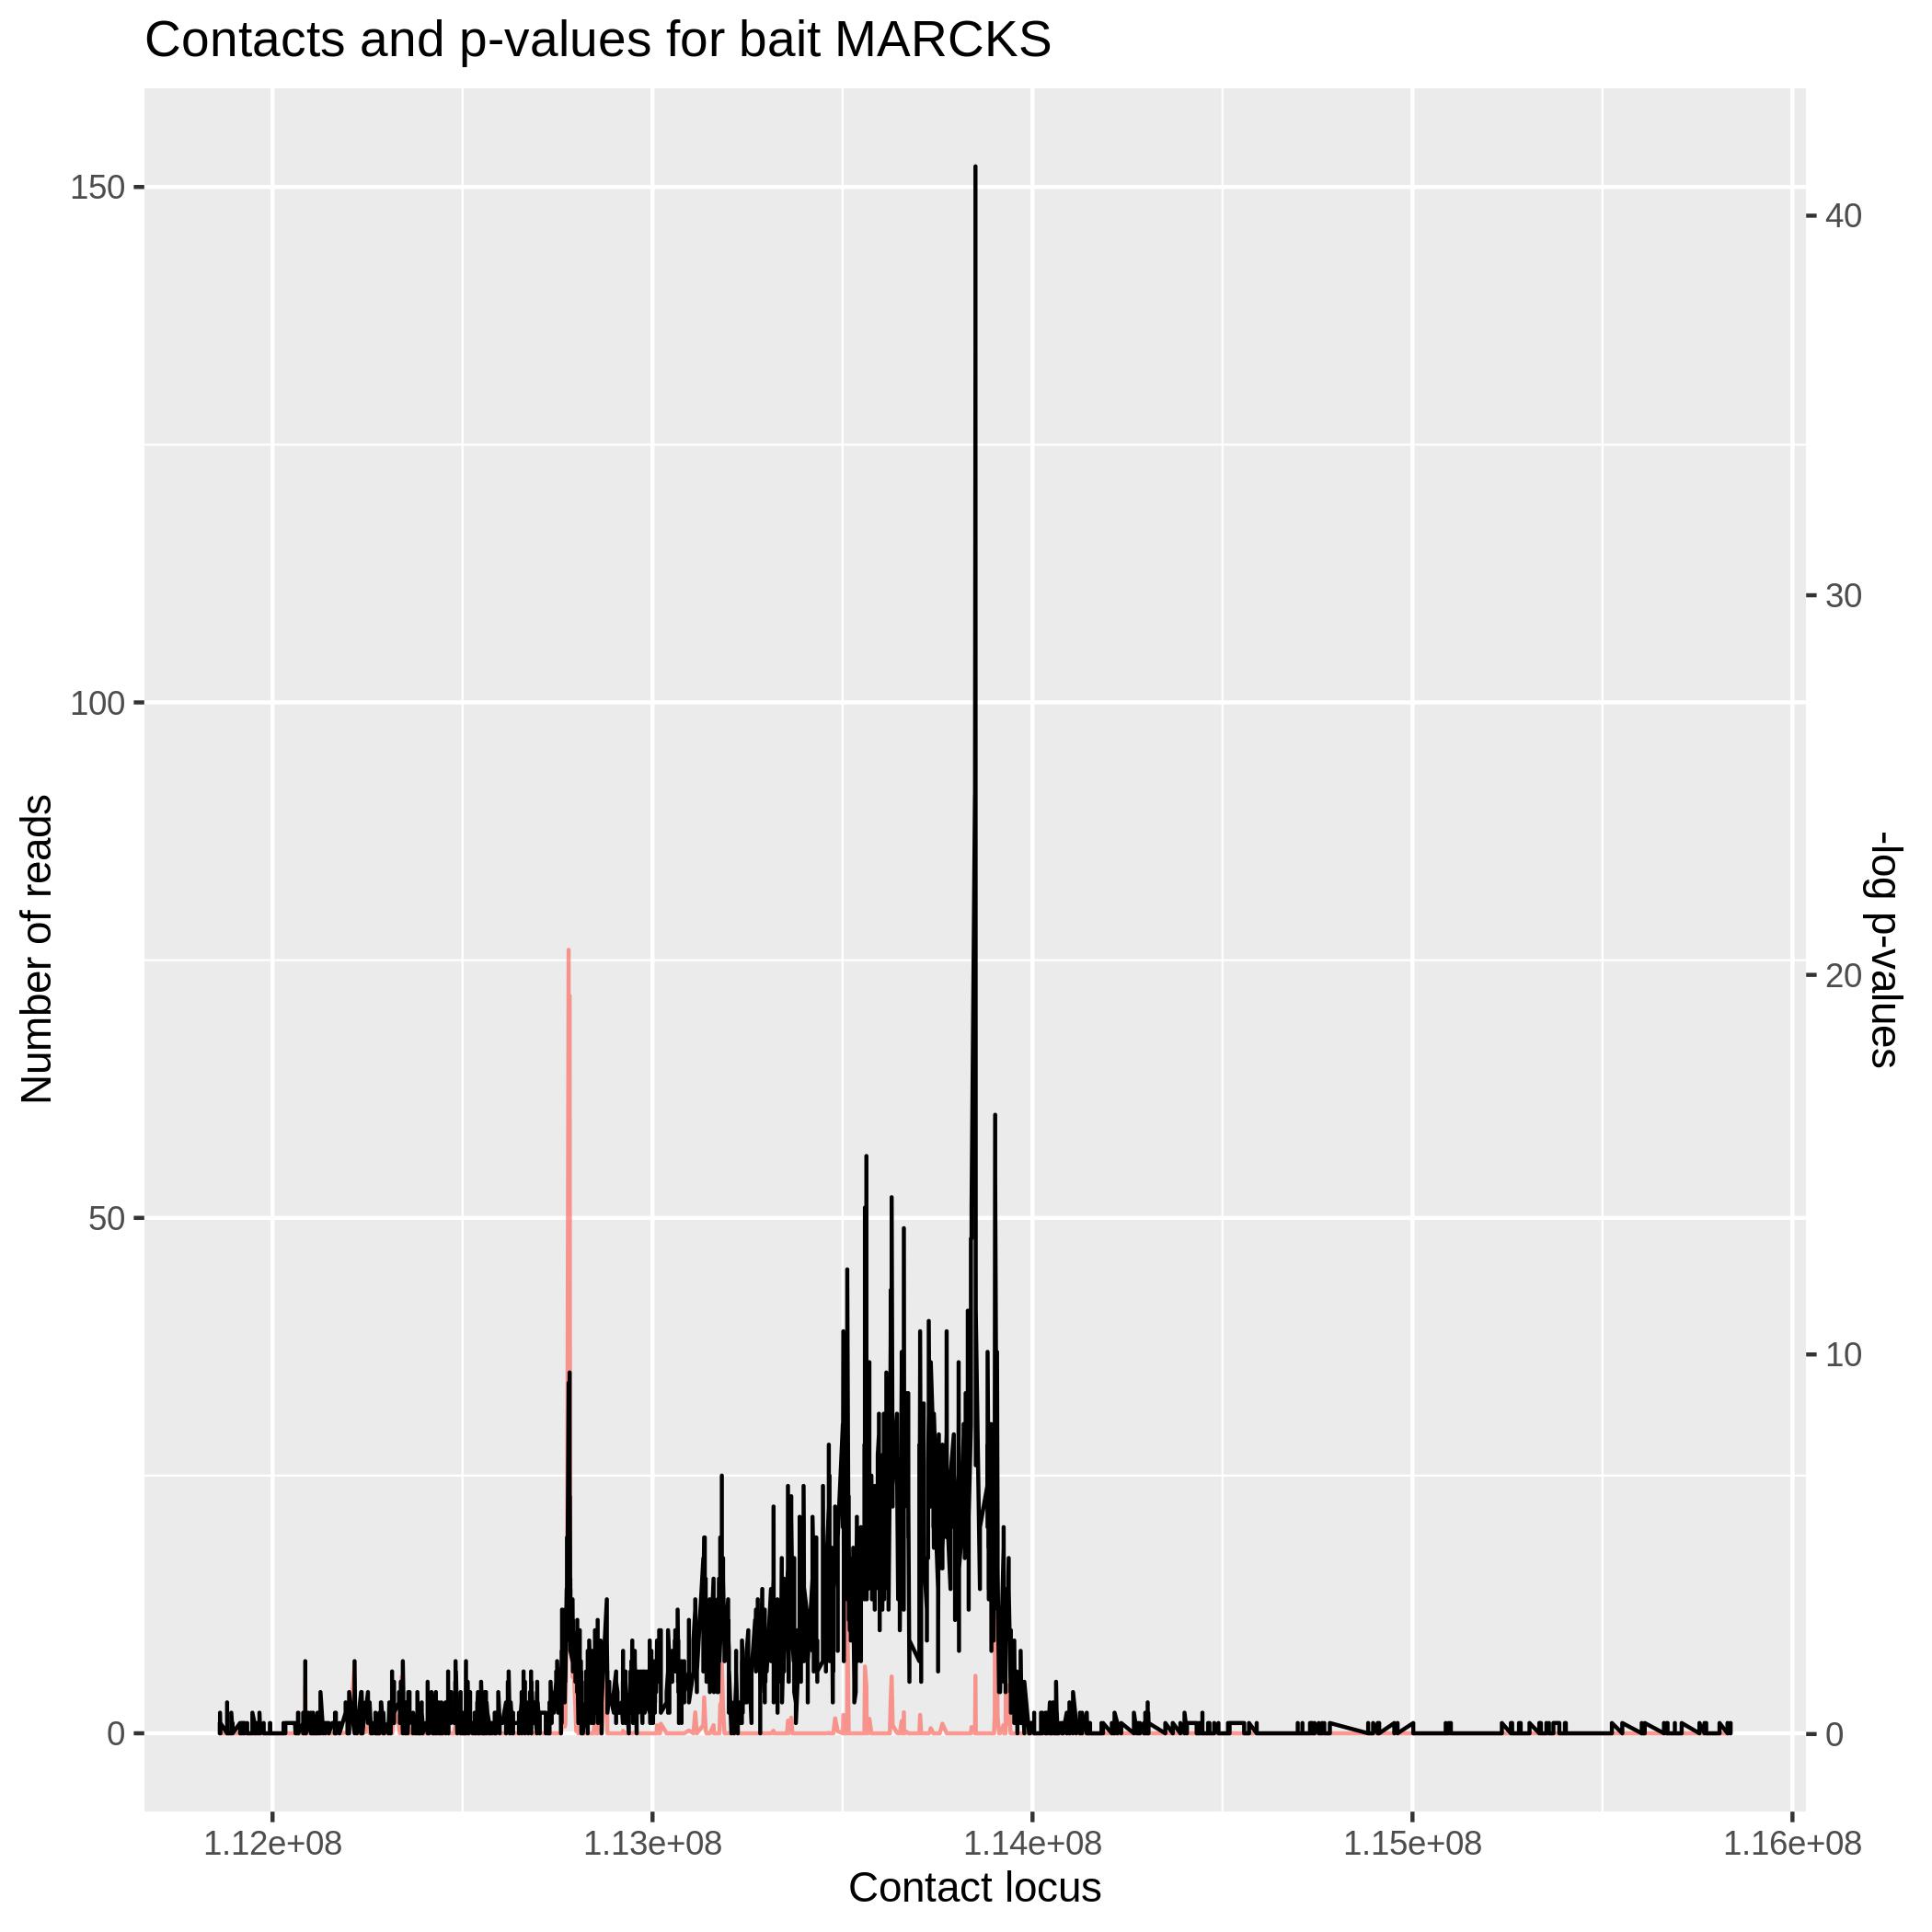 Contacts and p-values for bait MARCKS
150
100
50
0
40
30
20
10
0
Number of reads
-log p-values
1.12e+08
1.13e+08
1.14e+08
1.15e+08
1.16e+08
Contact locus